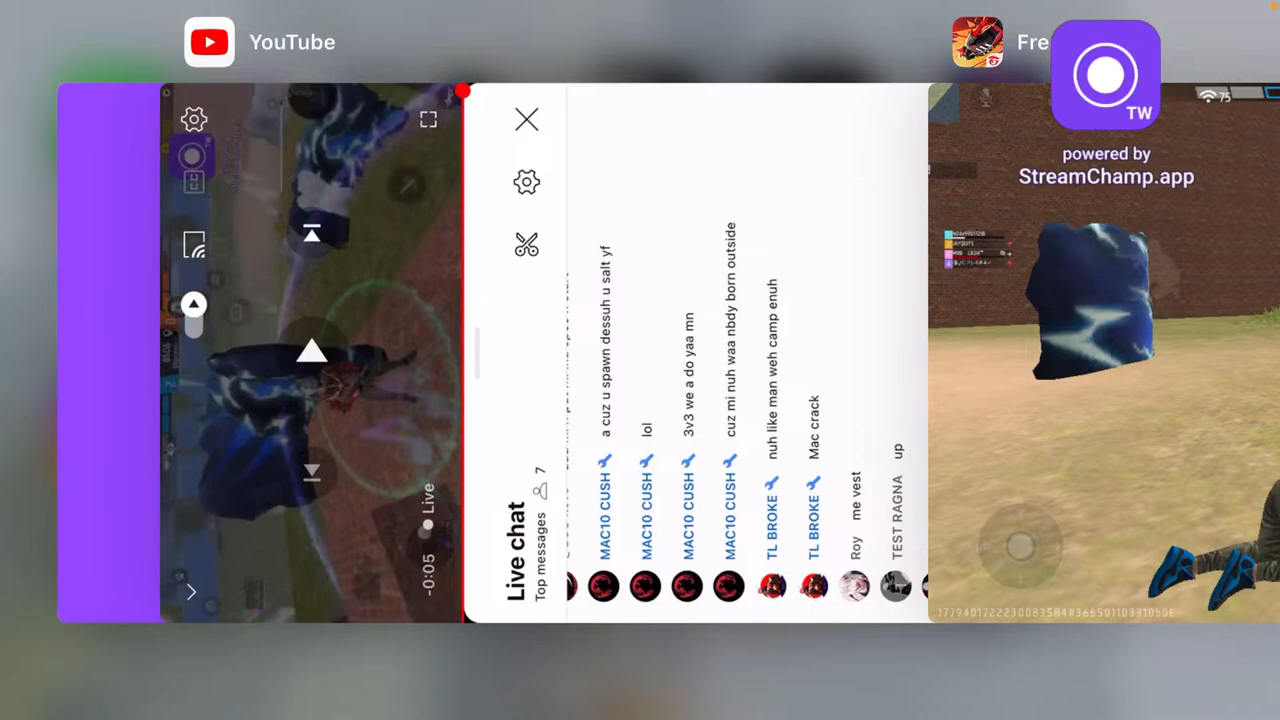 YouTube
Fre
TW
powered by
StreamChamp.app
75
Live chat
Top messages 7
MAC10 CUSH a cuz u spawn dessuh u salt yf
MAC10 CUSH lol
MAC10 CUSH 3v3 we a do yaa mn
MAC10 CUSH cuz mi nuh waa nbdy born outside
TL BROKE nuh like man weh camp enuh
TL BROKE Mac crack
Roy me vest
TEST RAGNA up
-0:05 Live